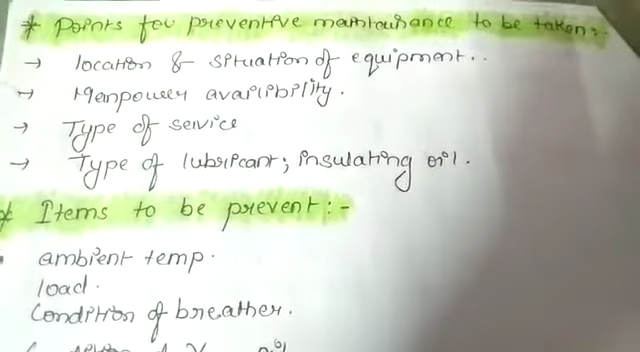 * Points for preventive maintainance to be taken:-
→ location & situation of equipment..
→ Manpower availibility.
→ Type of service
→ Type of lubricant; insulating oil.
* Items to be prevent:-
ambient temp.
load.
Condition of breather.